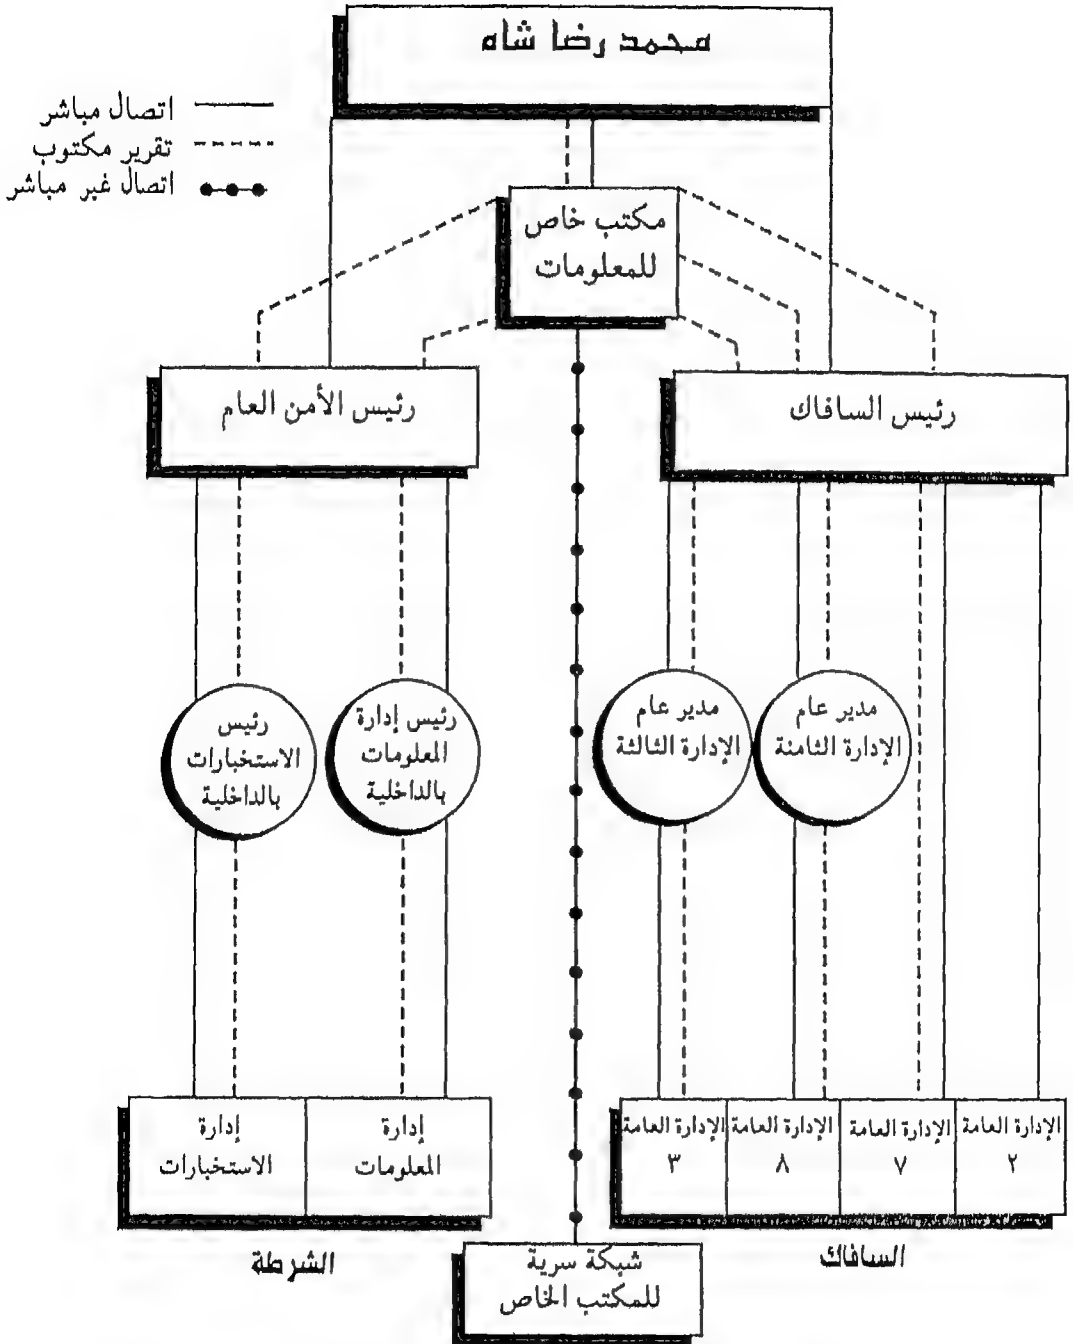 محمد رضا شاه
اتصال مباشر
تقرير مكتوب
اتصال غير مباشر
مكتب خاص
للمعلومات
رئيس السافاك
رئيس الأمن العام
مدير عام
الإدارة الثامنة
مدير عام
الإدارة الثالثة
رئيس إدارة
المعلومات
بالداخلية
رئيس
الاستخبارات
بالداخلية
الإدارة العامة
٢
الإدارة العامة
٧
الإدارة العامة
٨
الإدارة العامة
٣
إدارة
المعلومات
إدارة
الاستخبارات
السافاك
الشرطة
شبكة سرية
للمكتب الخاص